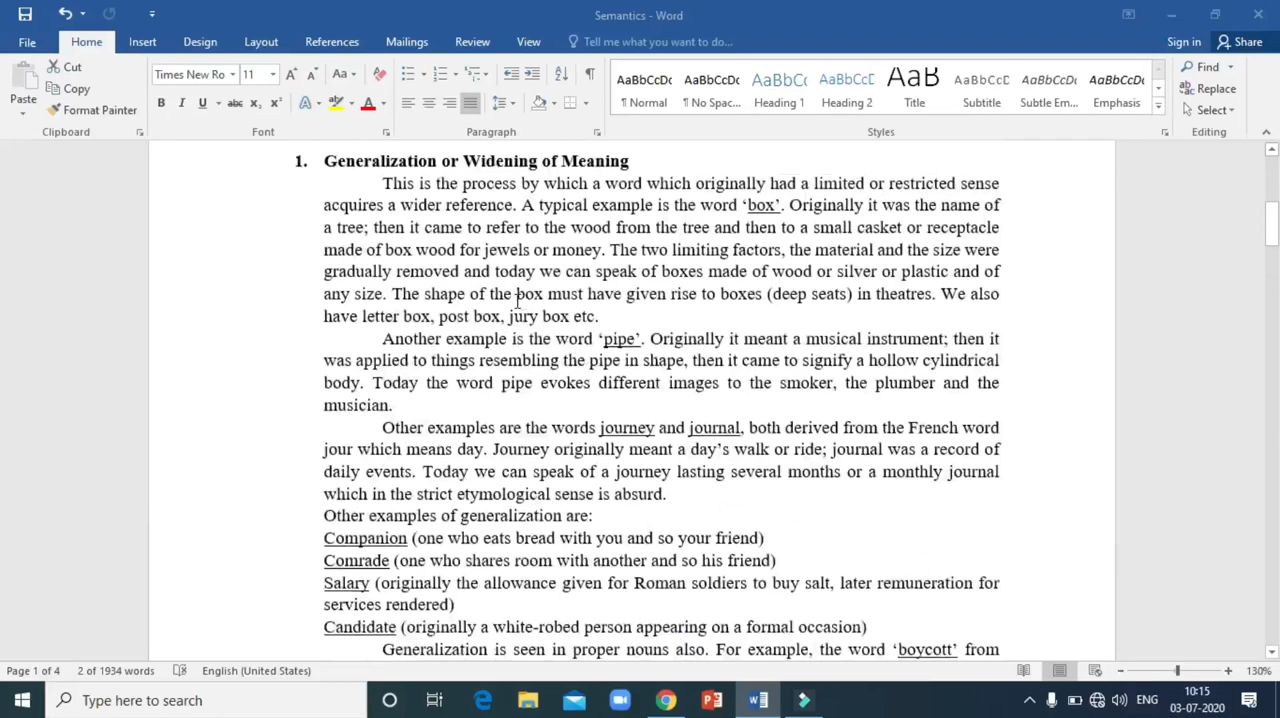 Semantics - Word
File Home Insert Design Layout References Mailings Review View Tell me what you want to do... Sign in Share
Cut
Copy
Format Painter
Paste
Clipboard
Times New Ro 11
Font
Paragraph
AaBbCcDc AaBbCcDc AaBbCc AaBbCcE AaB AaBbCcD AaBbCcDc AaBbCcDc
¶ Normal ¶ No Spac... Heading 1 Heading 2 Title Subtitle Subtle Em... Emphasis
Styles
Find
Replace
Select
Editing
1. Generalization or Widening of Meaning
This is the process by which a word which originally had a limited or restricted sense
acquires a wider reference. A typical example is the word ‘box’. Originally it was the name of
a tree; then it came to refer to the wood from the tree and then to a small casket or receptacle
made of box wood for jewels or money. The two limiting factors, the material and the size were
gradually removed and today we can speak of boxes made of wood or silver or plastic and of
any size. The shape of the box must have given rise to boxes (deep seats) in theatres. We also
have letter box, post box, jury box etc.
Another example is the word ‘pipe’. Originally it meant a musical instrument; then it
was applied to things resembling the pipe in shape, then it came to signify a hollow cylindrical
body. Today the word pipe evokes different images to the smoker, the plumber and the
musician.
Other examples are the words journey and journal, both derived from the French word
jour which means day. Journey originally meant a day’s walk or ride; journal was a record of
daily events. Today we can speak of a journey lasting several months or a monthly journal
which in the strict etymological sense is absurd.
Other examples of generalization are:
Companion (one who eats bread with you and so your friend)
Comrade (one who shares room with another and so his friend)
Salary (originally the allowance given for Roman soldiers to buy salt, later remuneration for
services rendered)
Candidate (originally a white-robed person appearing on a formal occasion)
Generalization is seen in proper nouns also. For example, the word ‘boycott’ from
Page 1 of 4 2 of 1934 words English (United States) 130%
Type here to search
ENG
10:15
03-07-2020